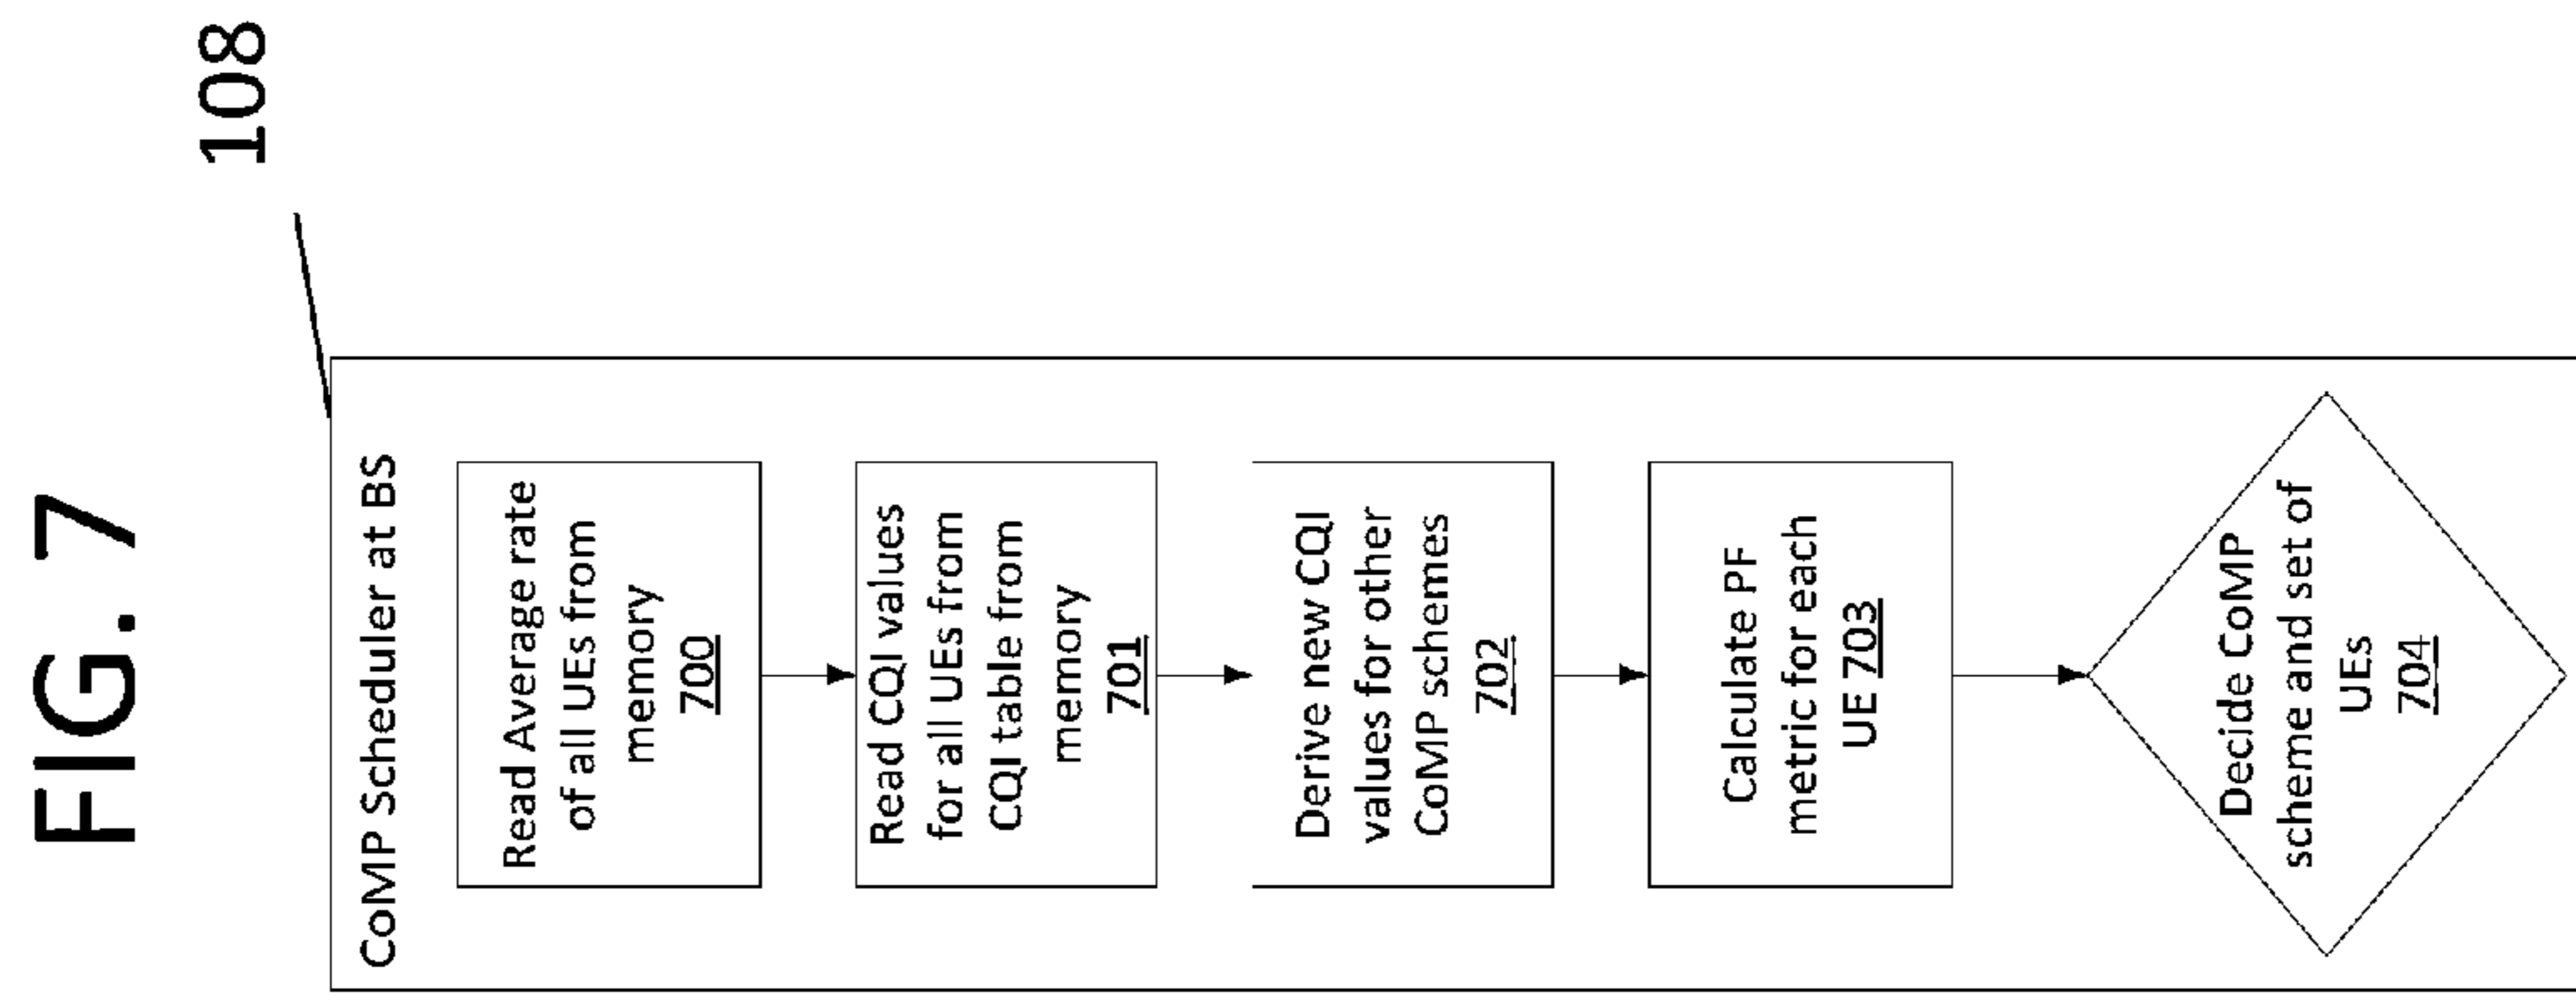 FIG. 7
108
CoMP Scheduler at BS
Read Average rate
of all UEs from
memory
700
Read CQI values
for all UEs from
CQI table from
memory
701
Derive new CQI
values for other
CoMP schemes
702
Calculate PF
metric for each
UE 703
Decide CoMP
scheme and set of
UEs
704